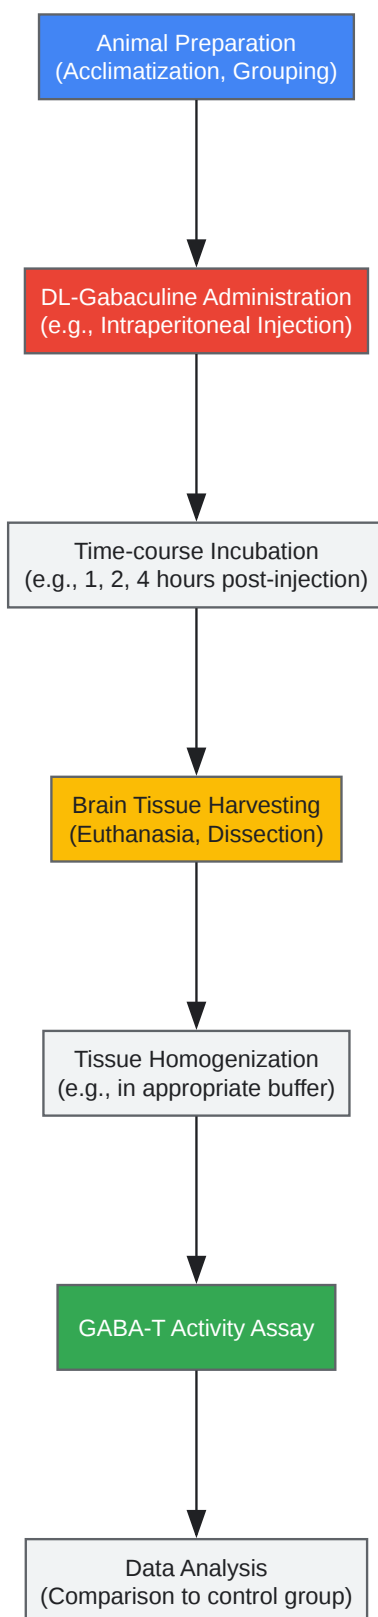 Animal Preparation
(Acclimatization, Grouping)
DL-Gabaculine Administration
(e.g., Intraperitoneal Injection)
Time-course Incubation
(e.g., 1, 2, 4 hours post-injection)
Brain Tissue Harvesting
(Euthanasia, Dissection)
Tissue Homogenization
(e.g., in appropriate buffer)
GABA-T Activity Assay
Data Analysis
(Comparison to control group)